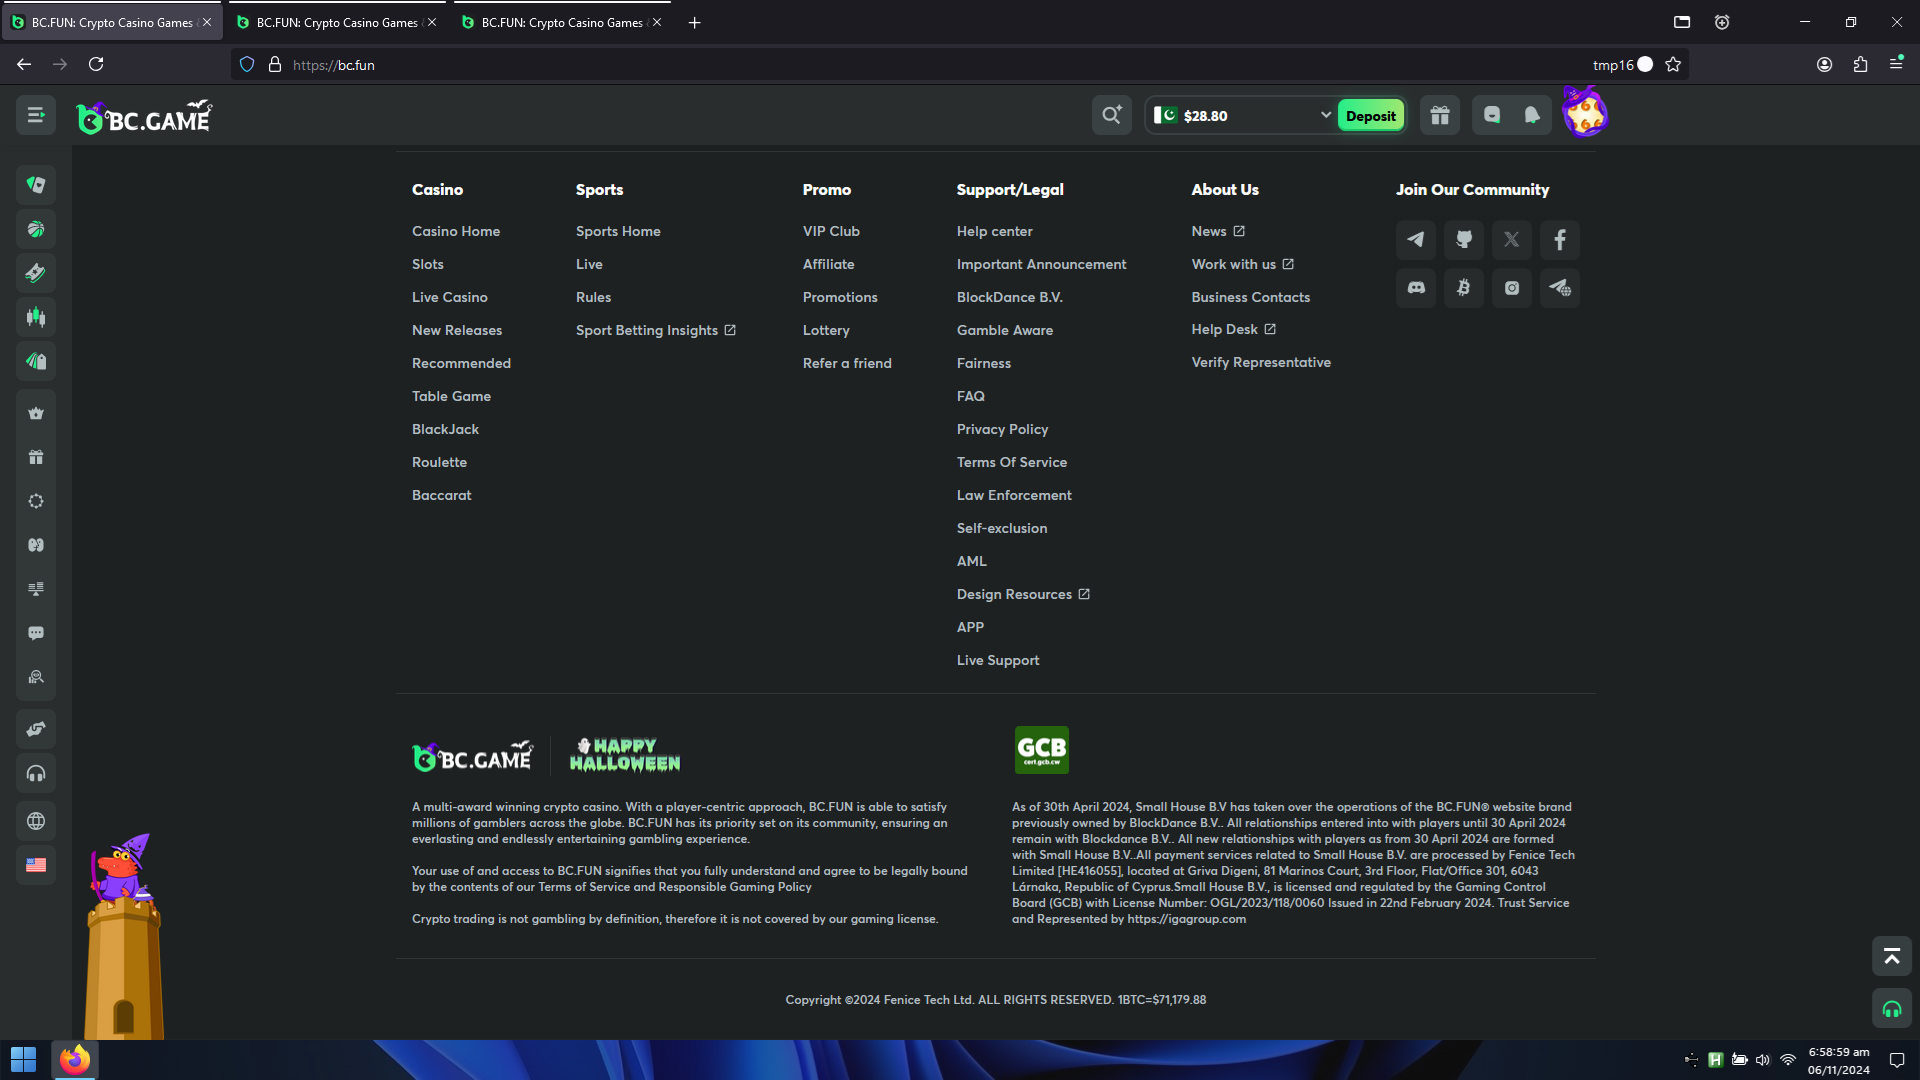 BC.FUN: Crypto Casino Games
BC.FUN: Crypto Casino Games
BC.FUN: Crypto Casino Games
https://bc.fun
tmp16
BC.GAME
$28.80
Deposit
Casino
Casino Home
Slots
Live Casino
New Releases
Recommended
Table Game
BlackJack
Roulette
Baccarat
Sports
Sports Home
Live
Rules
Sport Betting Insights
Promo
VIP Club
Affiliate
Promotions
Lottery
Refer a friend
Support/Legal
Help center
Important Announcement
BlockDance B.V.
Gamble Aware
Fairness
FAQ
Privacy Policy
Terms Of Service
Law Enforcement
Self-exclusion
AML
Design Resources
APP
Live Support
About Us
News
Work with us
Business Contacts
Help Desk
Verify Representative
Join Our Community
BC.GAME
HAPPY
HALLOWEEN
A multi-award winning crypto casino. With a player-centric approach, BC.FUN is able to satisfy
millions of gamblers across the globe. BC.FUN has its priority set on its community, ensuring an
everlasting and endlessly entertaining gambling experience.
Your use of and access to BC.FUN signifies that you fully understand and agree to be legally bound
by the contents of our Terms of Service and Responsible Gaming Policy
Crypto trading is not gambling by definition, therefore it is not covered by our gaming license.
GCB
cert.gcb.cw
As of 30th April 2024, Small House B.V has taken over the operations of the BC.FUN® website brand
previously owned by BlockDance B.V.. All relationships entered into with players until 30 April 2024
remain with Blockdance B.V.. All new relationships with players as from 30 April 2024 are formed
with Small House B.V..All payment services related to Small House B.V. are processed by Fenice Tech
Limited [HE416055], located at Griva Digeni, 81 Marinos Court, 3rd Floor, Flat/Office 301, 6043
Lárnaka, Republic of Cyprus.Small House B.V., is licensed and regulated by the Gaming Control
Board (GCB) with License Number: OGL/2023/118/0060 Issued in 22nd February 2024. Trust Service
and Represented by https://igagroup.com
Copyright ©2024 Fenice Tech Ltd. ALL RIGHTS RESERVED. 1BTC=$71,179.88
H
6:58:59 am
06/11/2024